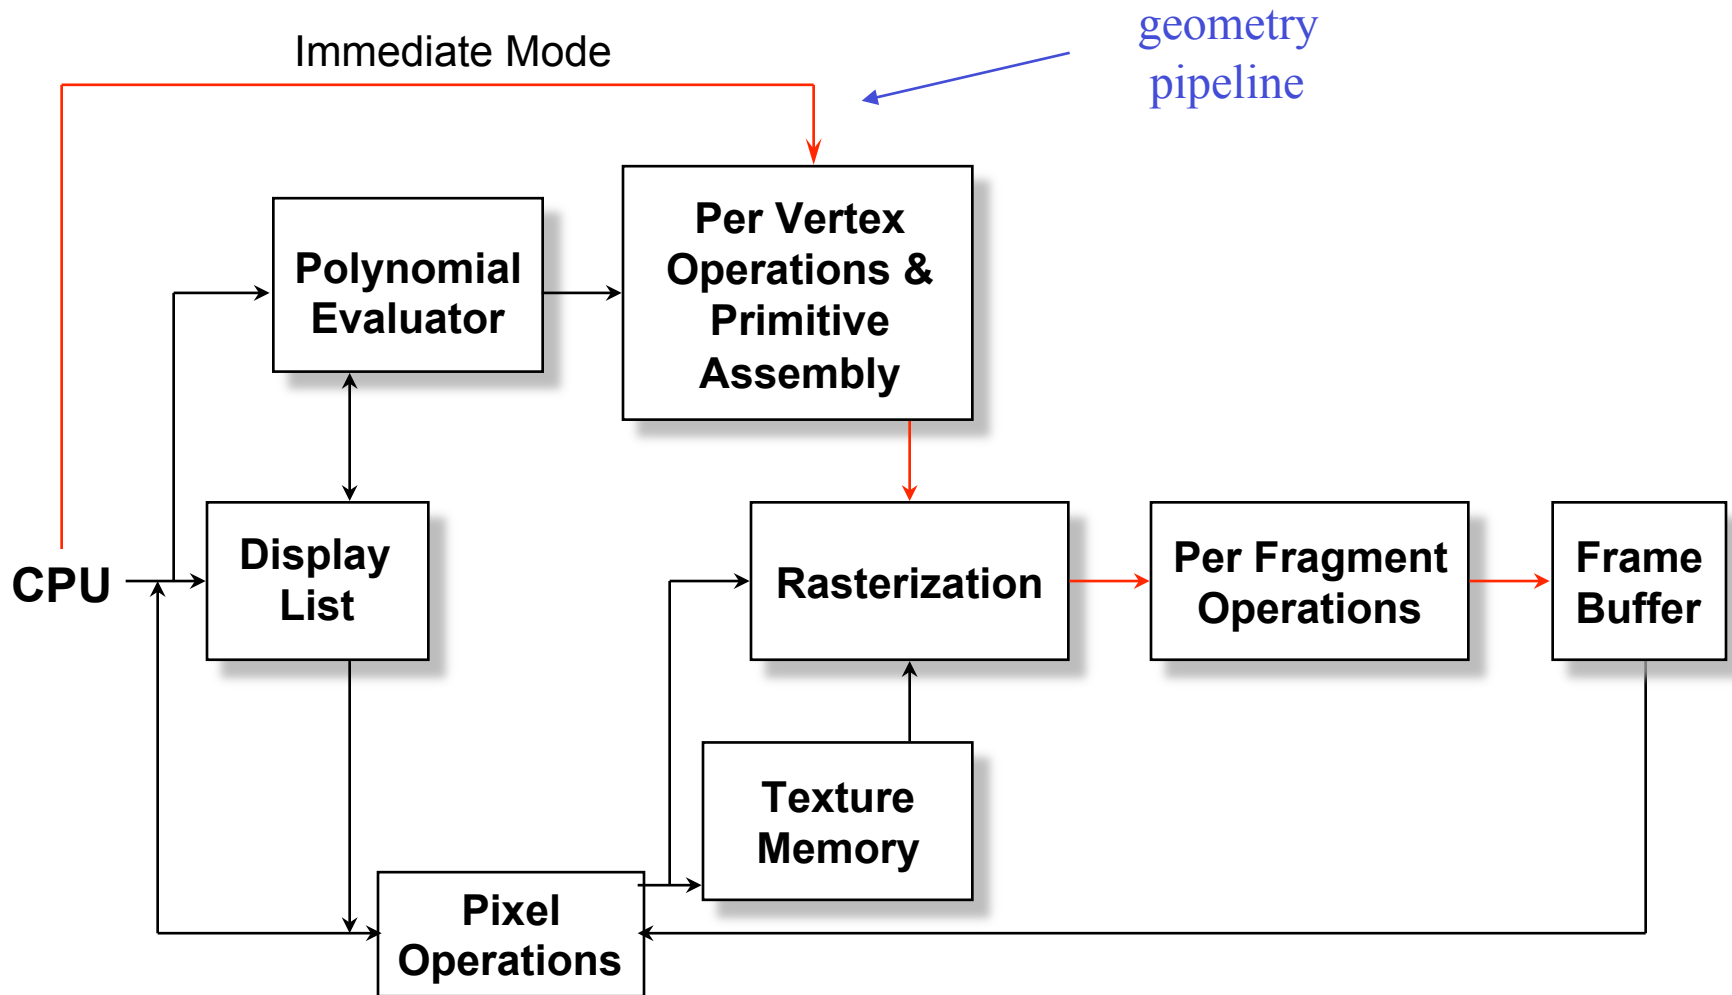 geometry
pipeline
Immediate Mode
Per Vertex
Operations &
Primitive
Assembly
Polynomial
Evaluator
CPU
Display
List
Rasterization
Per Fragment
Operations
Frame
Buffer
Texture
Memory
Pixel
Operations